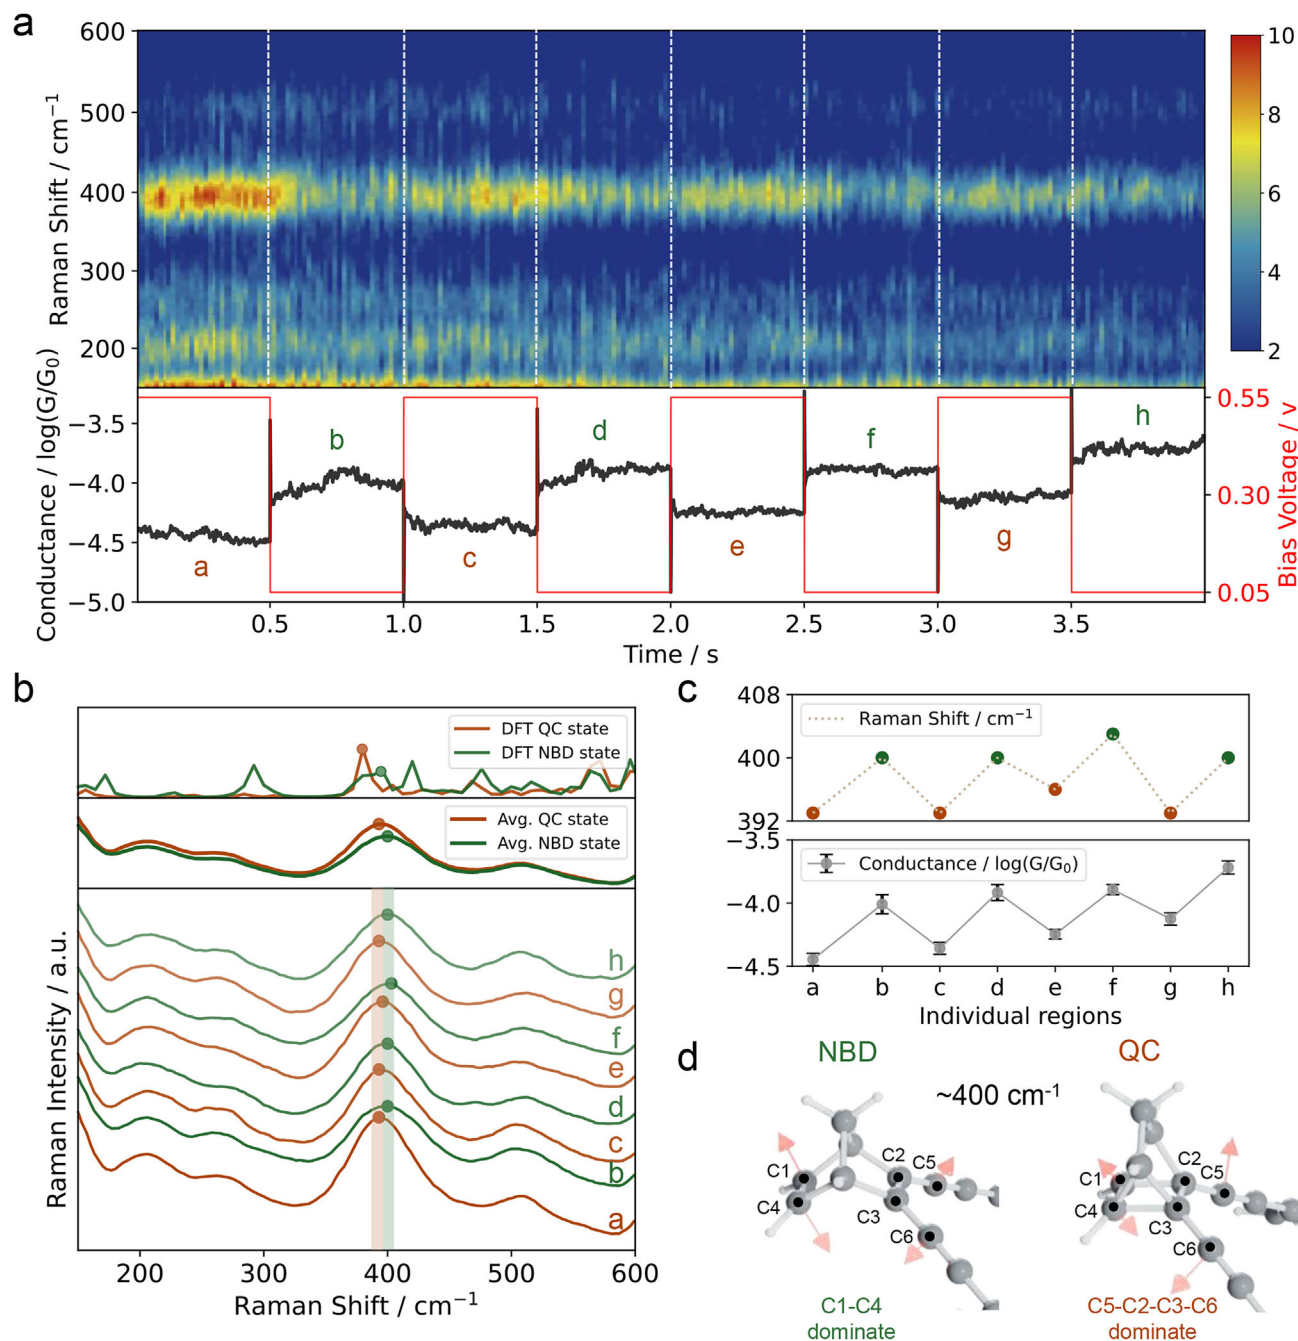 a
600
500
400
300
200
Raman Shift / cm⁻¹
10
8
6
4
2
−3.5
−4.0
−4.5
−5.0
Conductance / log(G/G₀)
a
b
c
d
e
f
g
h
0.55
0.30
0.05
Bias Voltage / v
0.5 1.0 1.5 2.0 2.5 3.0 3.5
Time / s
b
DFT QC state
DFT NBD state
Avg. QC state
Avg. NBD state
h
g
f
e
d
c
b
a
Raman Intensity / a.u.
200 300 400 500 600
Raman Shift / cm⁻¹
c
408
400
392
Raman Shift / cm⁻¹
−3.5
−4.0
−4.5
Conductance / log(G/G₀)
a b c d e f g h
Individual regions
d
NBD
QC
~400 cm⁻¹
C1
C2
C5
C4
C3
C6
C1
C2
C5
C4
C3
C6
C1-C4
dominate
C5-C2-C3-C6
dominate